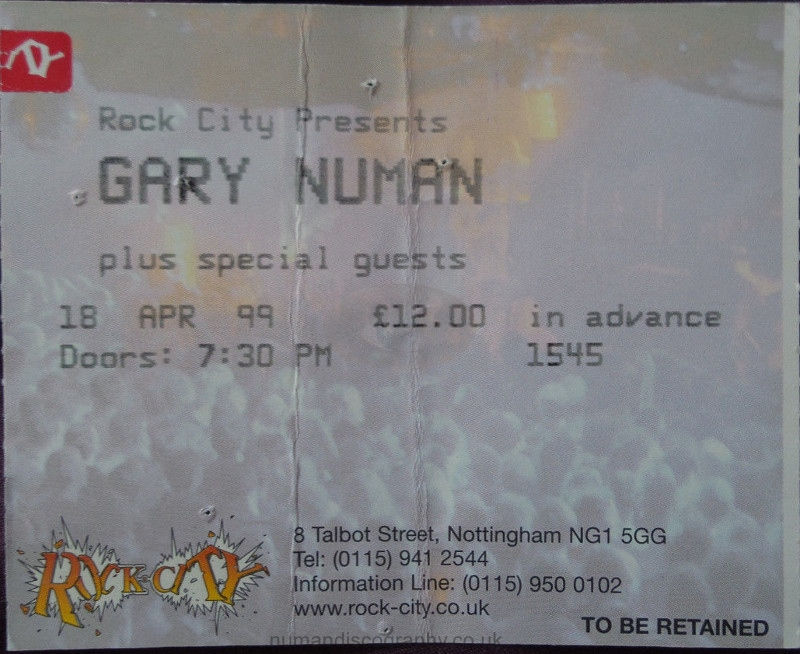 Rock City Presents
GARY NUMAN
plus special guests
18 APR 99 £12.00 in advance
Doors: 7:30 PM 1545
ROCK CITY
8 Talbot Street, Nottingham NG1 5GG
Tel: (0115) 941 2544
Information Line: (0115) 950 0102
www.rock-city.co.uk
TO BE RETAINED
numandiscography.co.uk